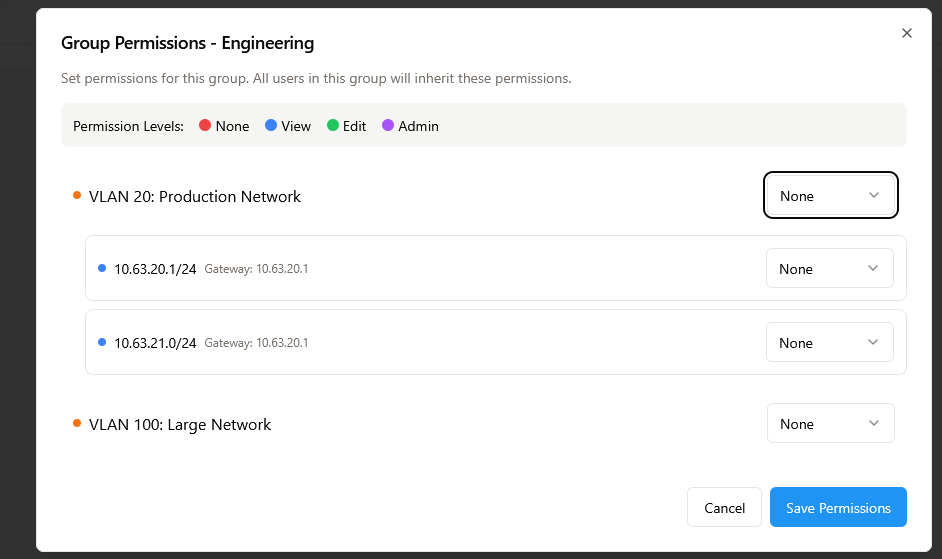 Group Permissions - Engineering
Set permissions for this group. All users in this group will inherit these permissions.
Permission Levels: None View Edit Admin
VLAN 20: Production Network None
10.63.20.1/24 Gateway: 10.63.20.1 None
10.63.21.0/24 Gateway: 10.63.20.1 None
VLAN 100: Large Network None
Cancel Save Permissions